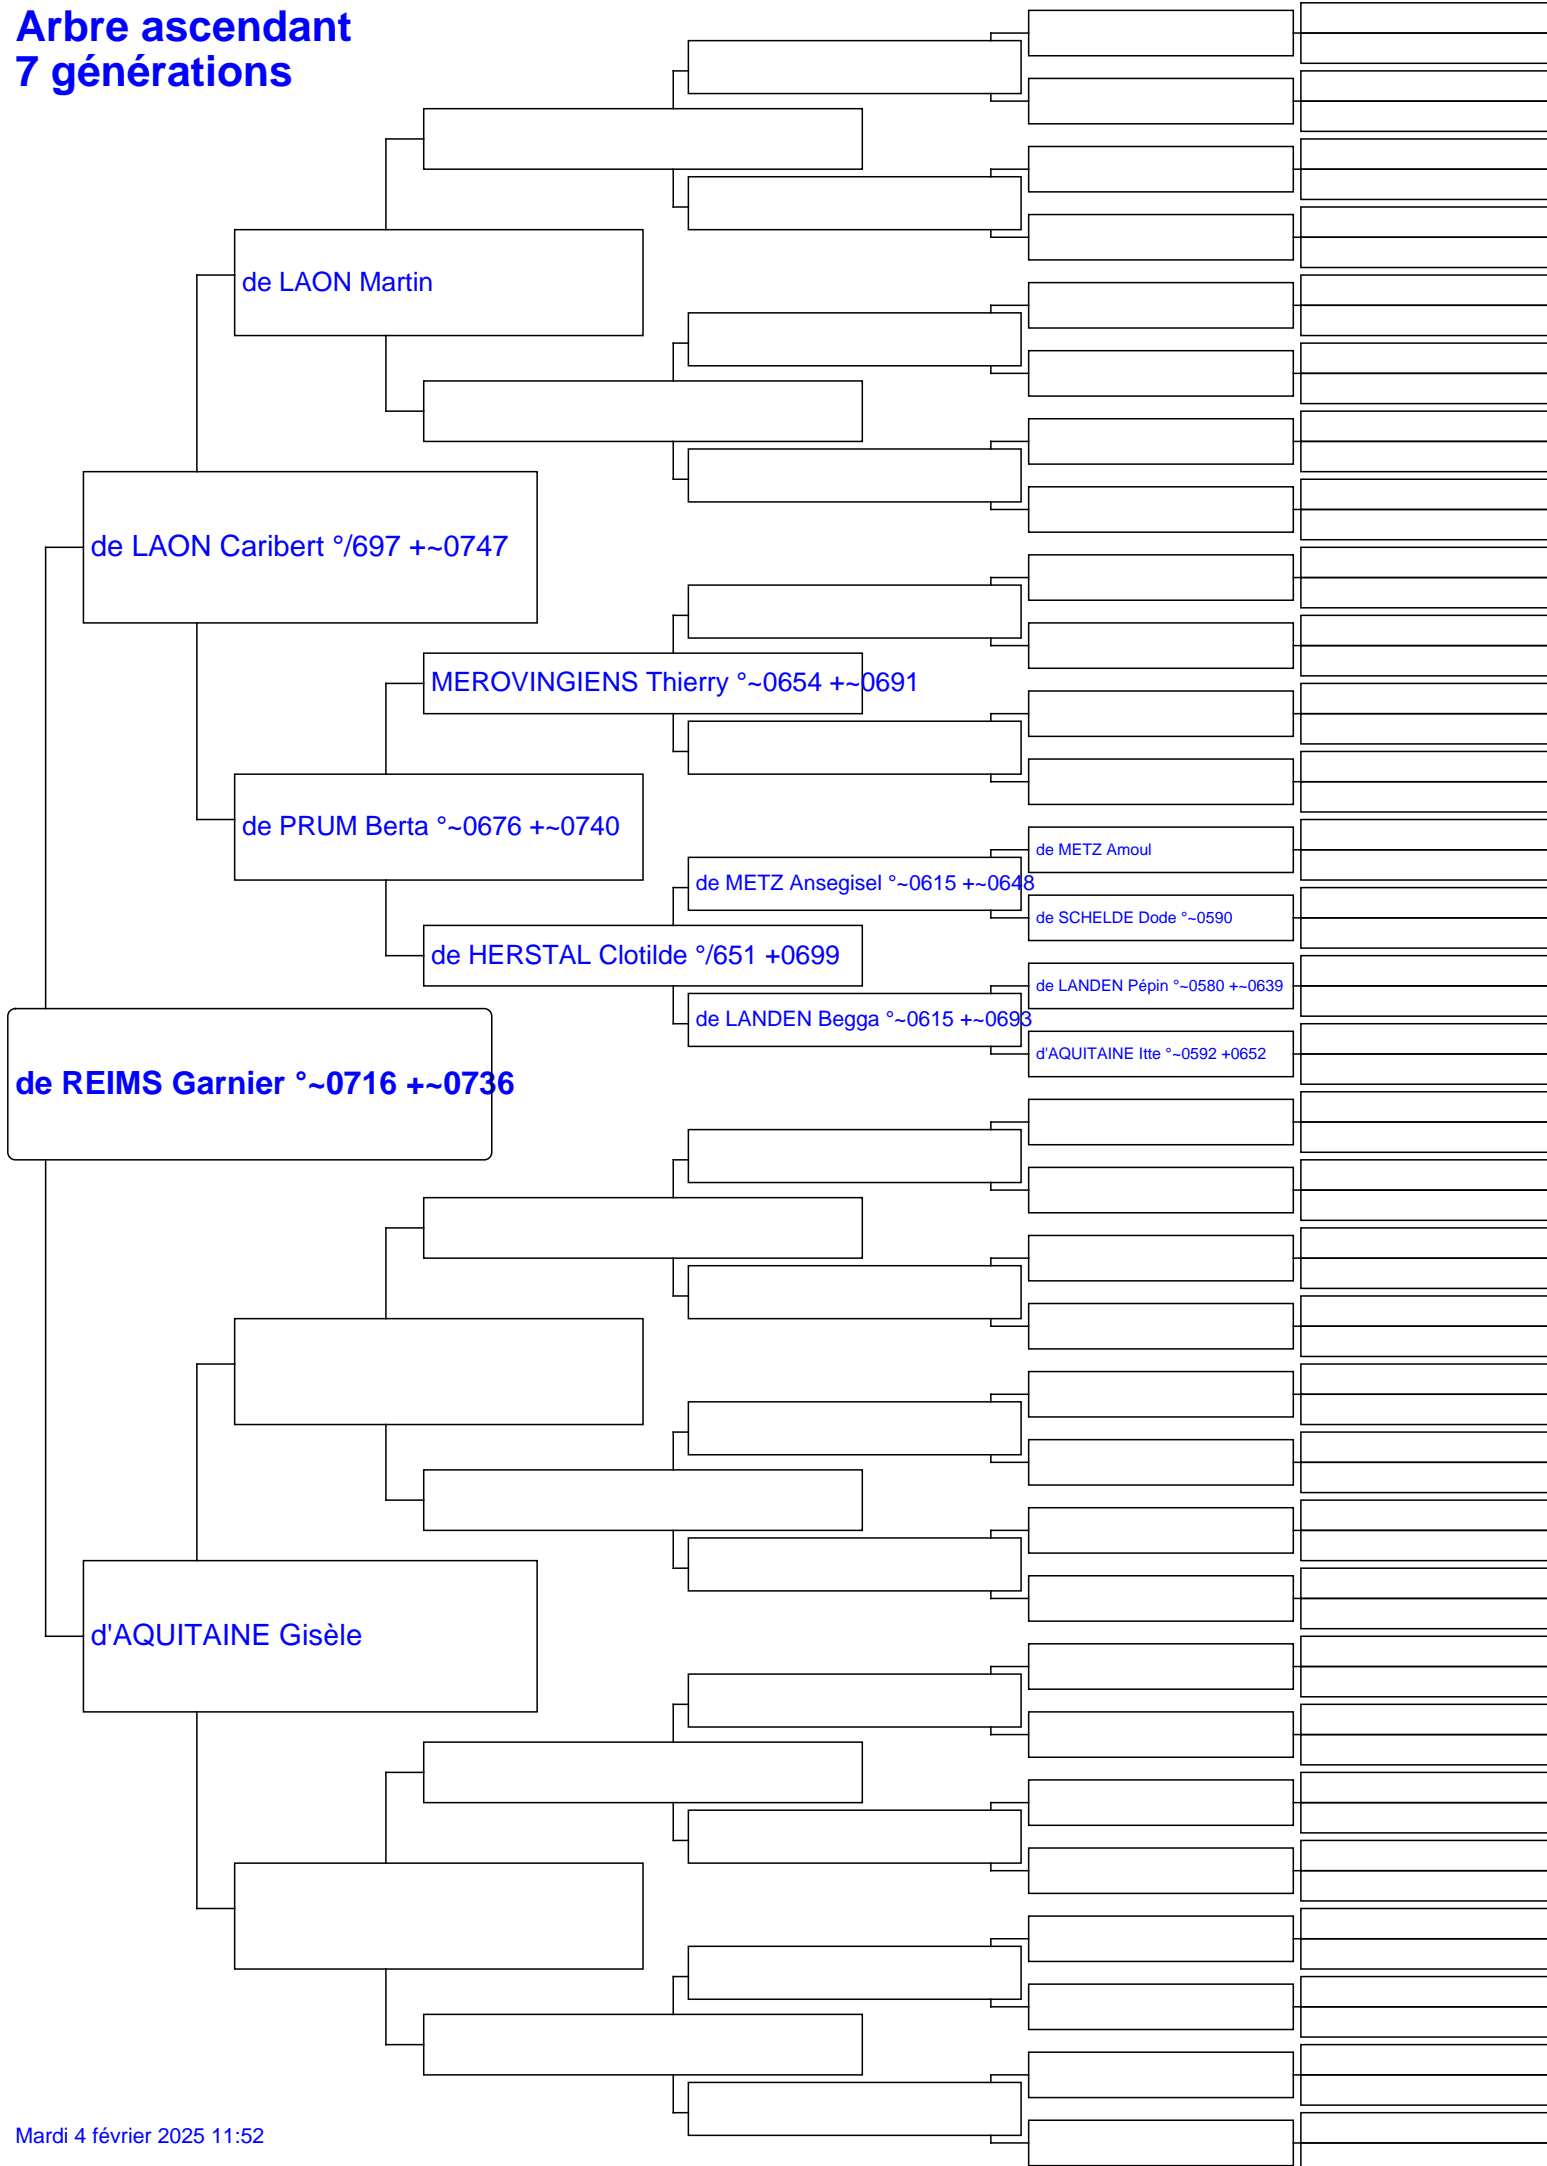 Arbre ascendant
7 générations
de LAON Martin
de LAON Caribert °/697 +~0747
MEROVINGIENS Thierry °~0654 +~0691
de PRUM Berta °~0676 +~0740
de METZ Amoul
de METZ Ansegisel °~0615 +~0648
de SCHELDE Dode °~0590
de HERSTAL Clotilde °/651 +0699
de LANDEN Pépin °~0580 +~0639
de LANDEN Begga °~0615 +~0693
d'AQUITAINE Itte °~0592 +0652
de REIMS Garnier °~0716 +~0736
d'AQUITAINE Gisèle
Mardi 4 février 2025 11:52